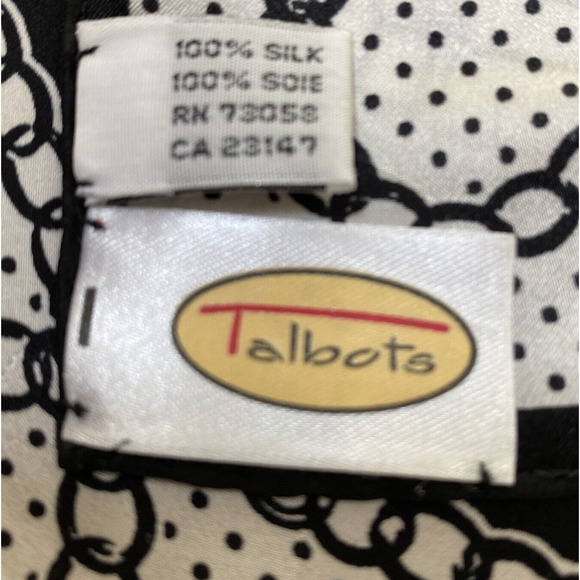 100% SILK
100% SOIE
RN 73058
CA 23147
Talbots